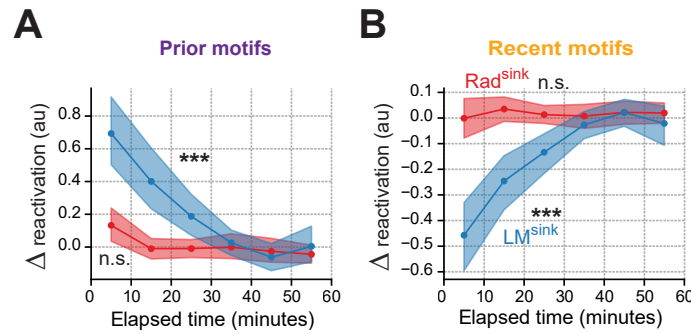 A
Prior motifs
Δ reactivation (au)
0.8
0.6
0.4
0.2
0.0
***
n.s.
0 10 20 30 40 50 60
Elapsed time (minutes)
B
Recent motifs
Δ reactivation (au)
0.1
0.0
−0.1
−0.2
−0.3
−0.4
−0.5
−0.6
Rad^sink n.s.
***
LM^sink
0 10 20 30 40 50 60
Elapsed time (minutes)